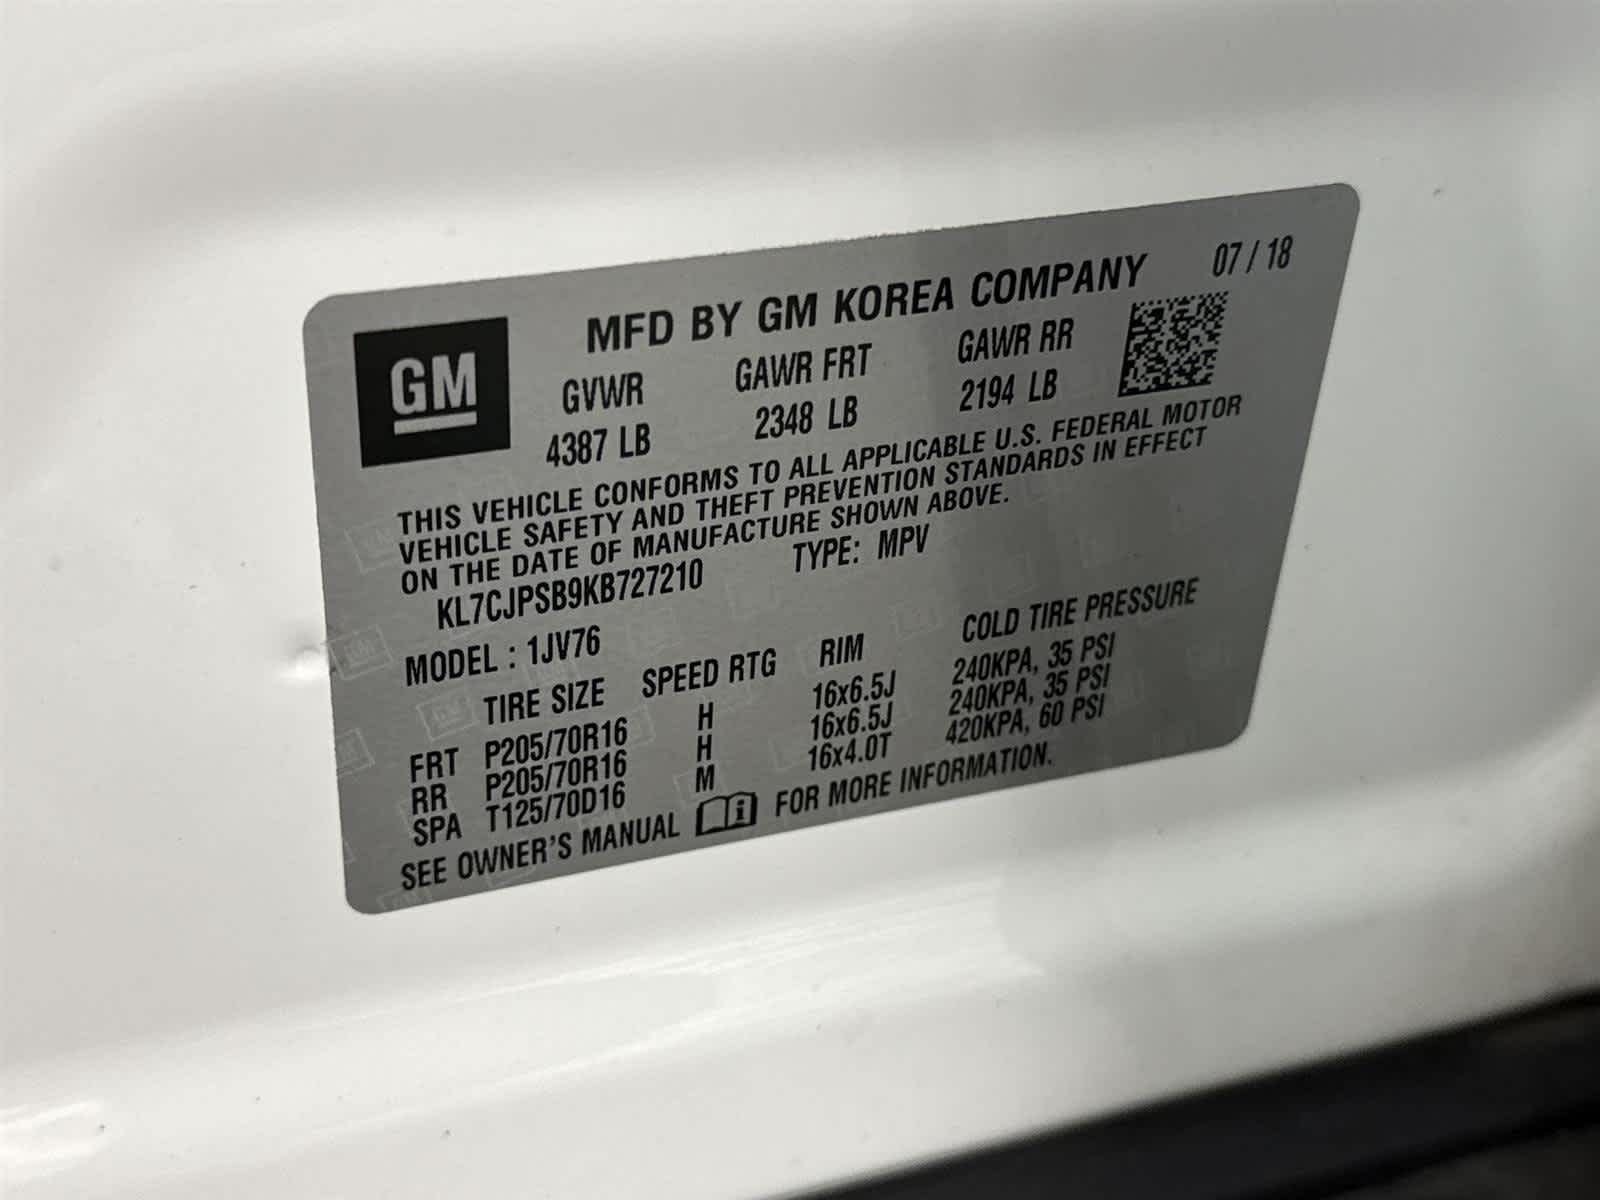 MFD BY GM KOREA COMPANY 07 / 18
GM
GVWR GAWR FRT GAWR RR
4387 LB 2348 LB 2194 LB
THIS VEHICLE CONFORMS TO ALL APPLICABLE U.S. FEDERAL MOTOR
VEHICLE SAFETY AND THEFT PREVENTION STANDARDS IN EFFECT
ON THE DATE OF MANUFACTURE SHOWN ABOVE.
KL7CJPSB9KB727210 TYPE: MPV
MODEL : 1JV76
TIRE SIZE SPEED RTG RIM COLD TIRE PRESSURE
FRT P205/70R16 H 16x6.5J 240KPA, 35 PSI
RR P205/70R16 H 16x6.5J 240KPA, 35 PSI
SPA T125/70D16 M 16x4.0T 420KPA, 60 PSI
SEE OWNER'S MANUAL FOR MORE INFORMATION.